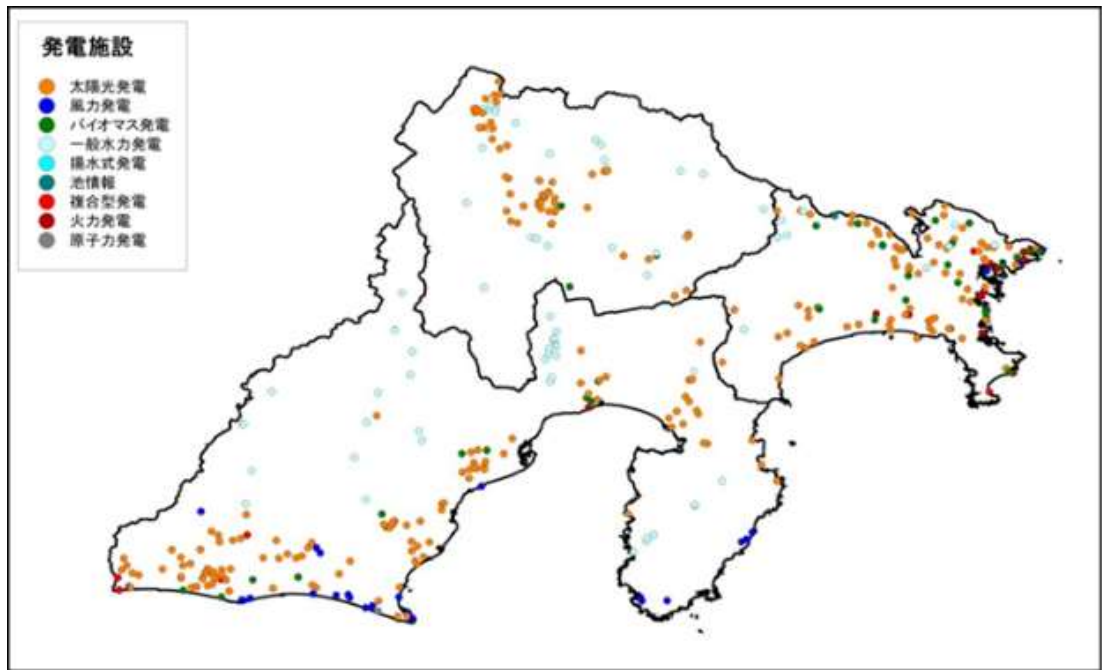 発電施設
太陽光発電
風力発電
バイオマス発電
一般水力発電
揚水式発電
池情報
複合型発電
火力発電
原子力発電